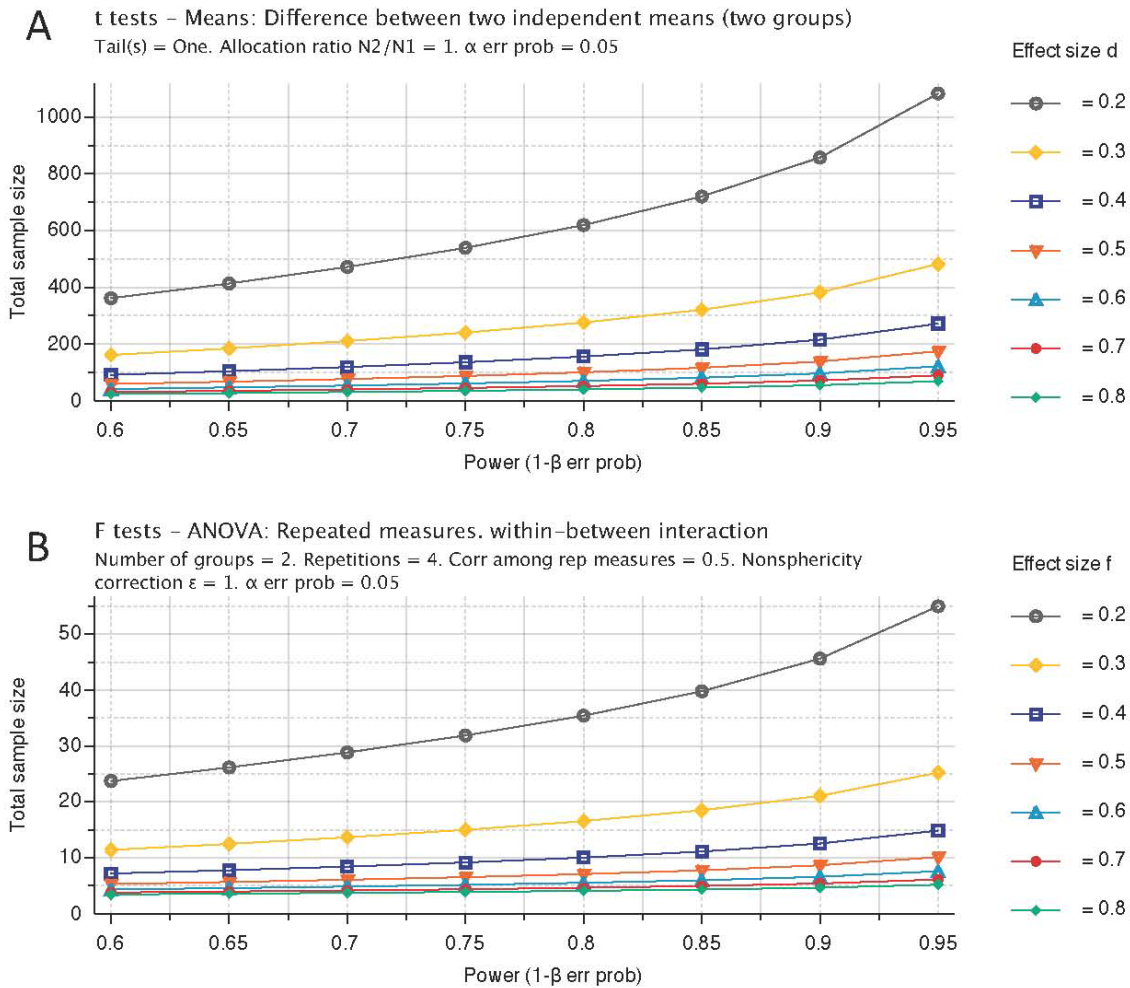 A
t tests – Means: Difference between two independent means (two groups)
Tail(s) = One. Allocation ratio N2/N1 = 1. α err prob = 0.05
Effect size d
= 0.2
= 0.3
= 0.4
= 0.5
= 0.6
= 0.7
= 0.8
Total sample size
1000
800
600
400
200
0
0.6 0.65 0.7 0.75 0.8 0.85 0.9 0.95
Power (1-β err prob)
B
F tests – ANOVA: Repeated measures. within–between interaction
Number of groups = 2. Repetitions = 4. Corr among rep measures = 0.5. Nonsphericity
correction ε = 1. α err prob = 0.05
Effect size f
= 0.2
= 0.3
= 0.4
= 0.5
= 0.6
= 0.7
= 0.8
Total sample size
50
40
30
20
10
0
0.6 0.65 0.7 0.75 0.8 0.85 0.9 0.95
Power (1-β err prob)